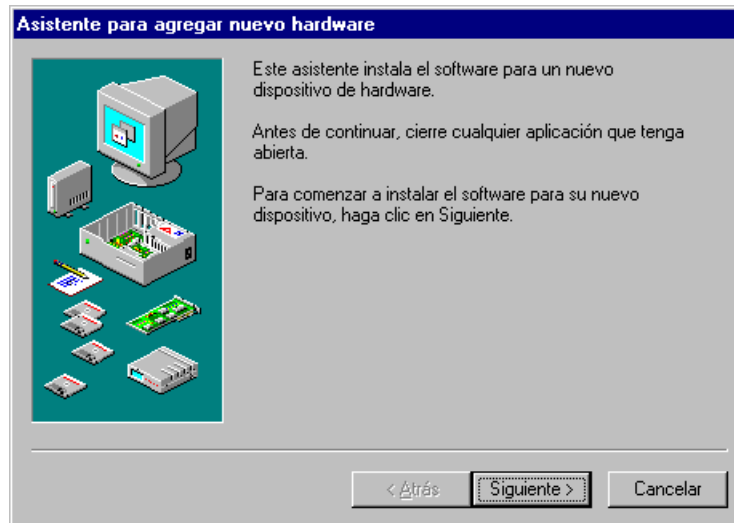 Asistente para agregar nuevo hardware
Este asistente instala el software para un nuevo
dispositivo de hardware.
Antes de continuar, cierre cualquier aplicación que tenga
abierta.
Para comenzar a instalar el software para su nuevo
dispositivo, haga clic en Siguiente.
< Atrás Siguiente > Cancelar